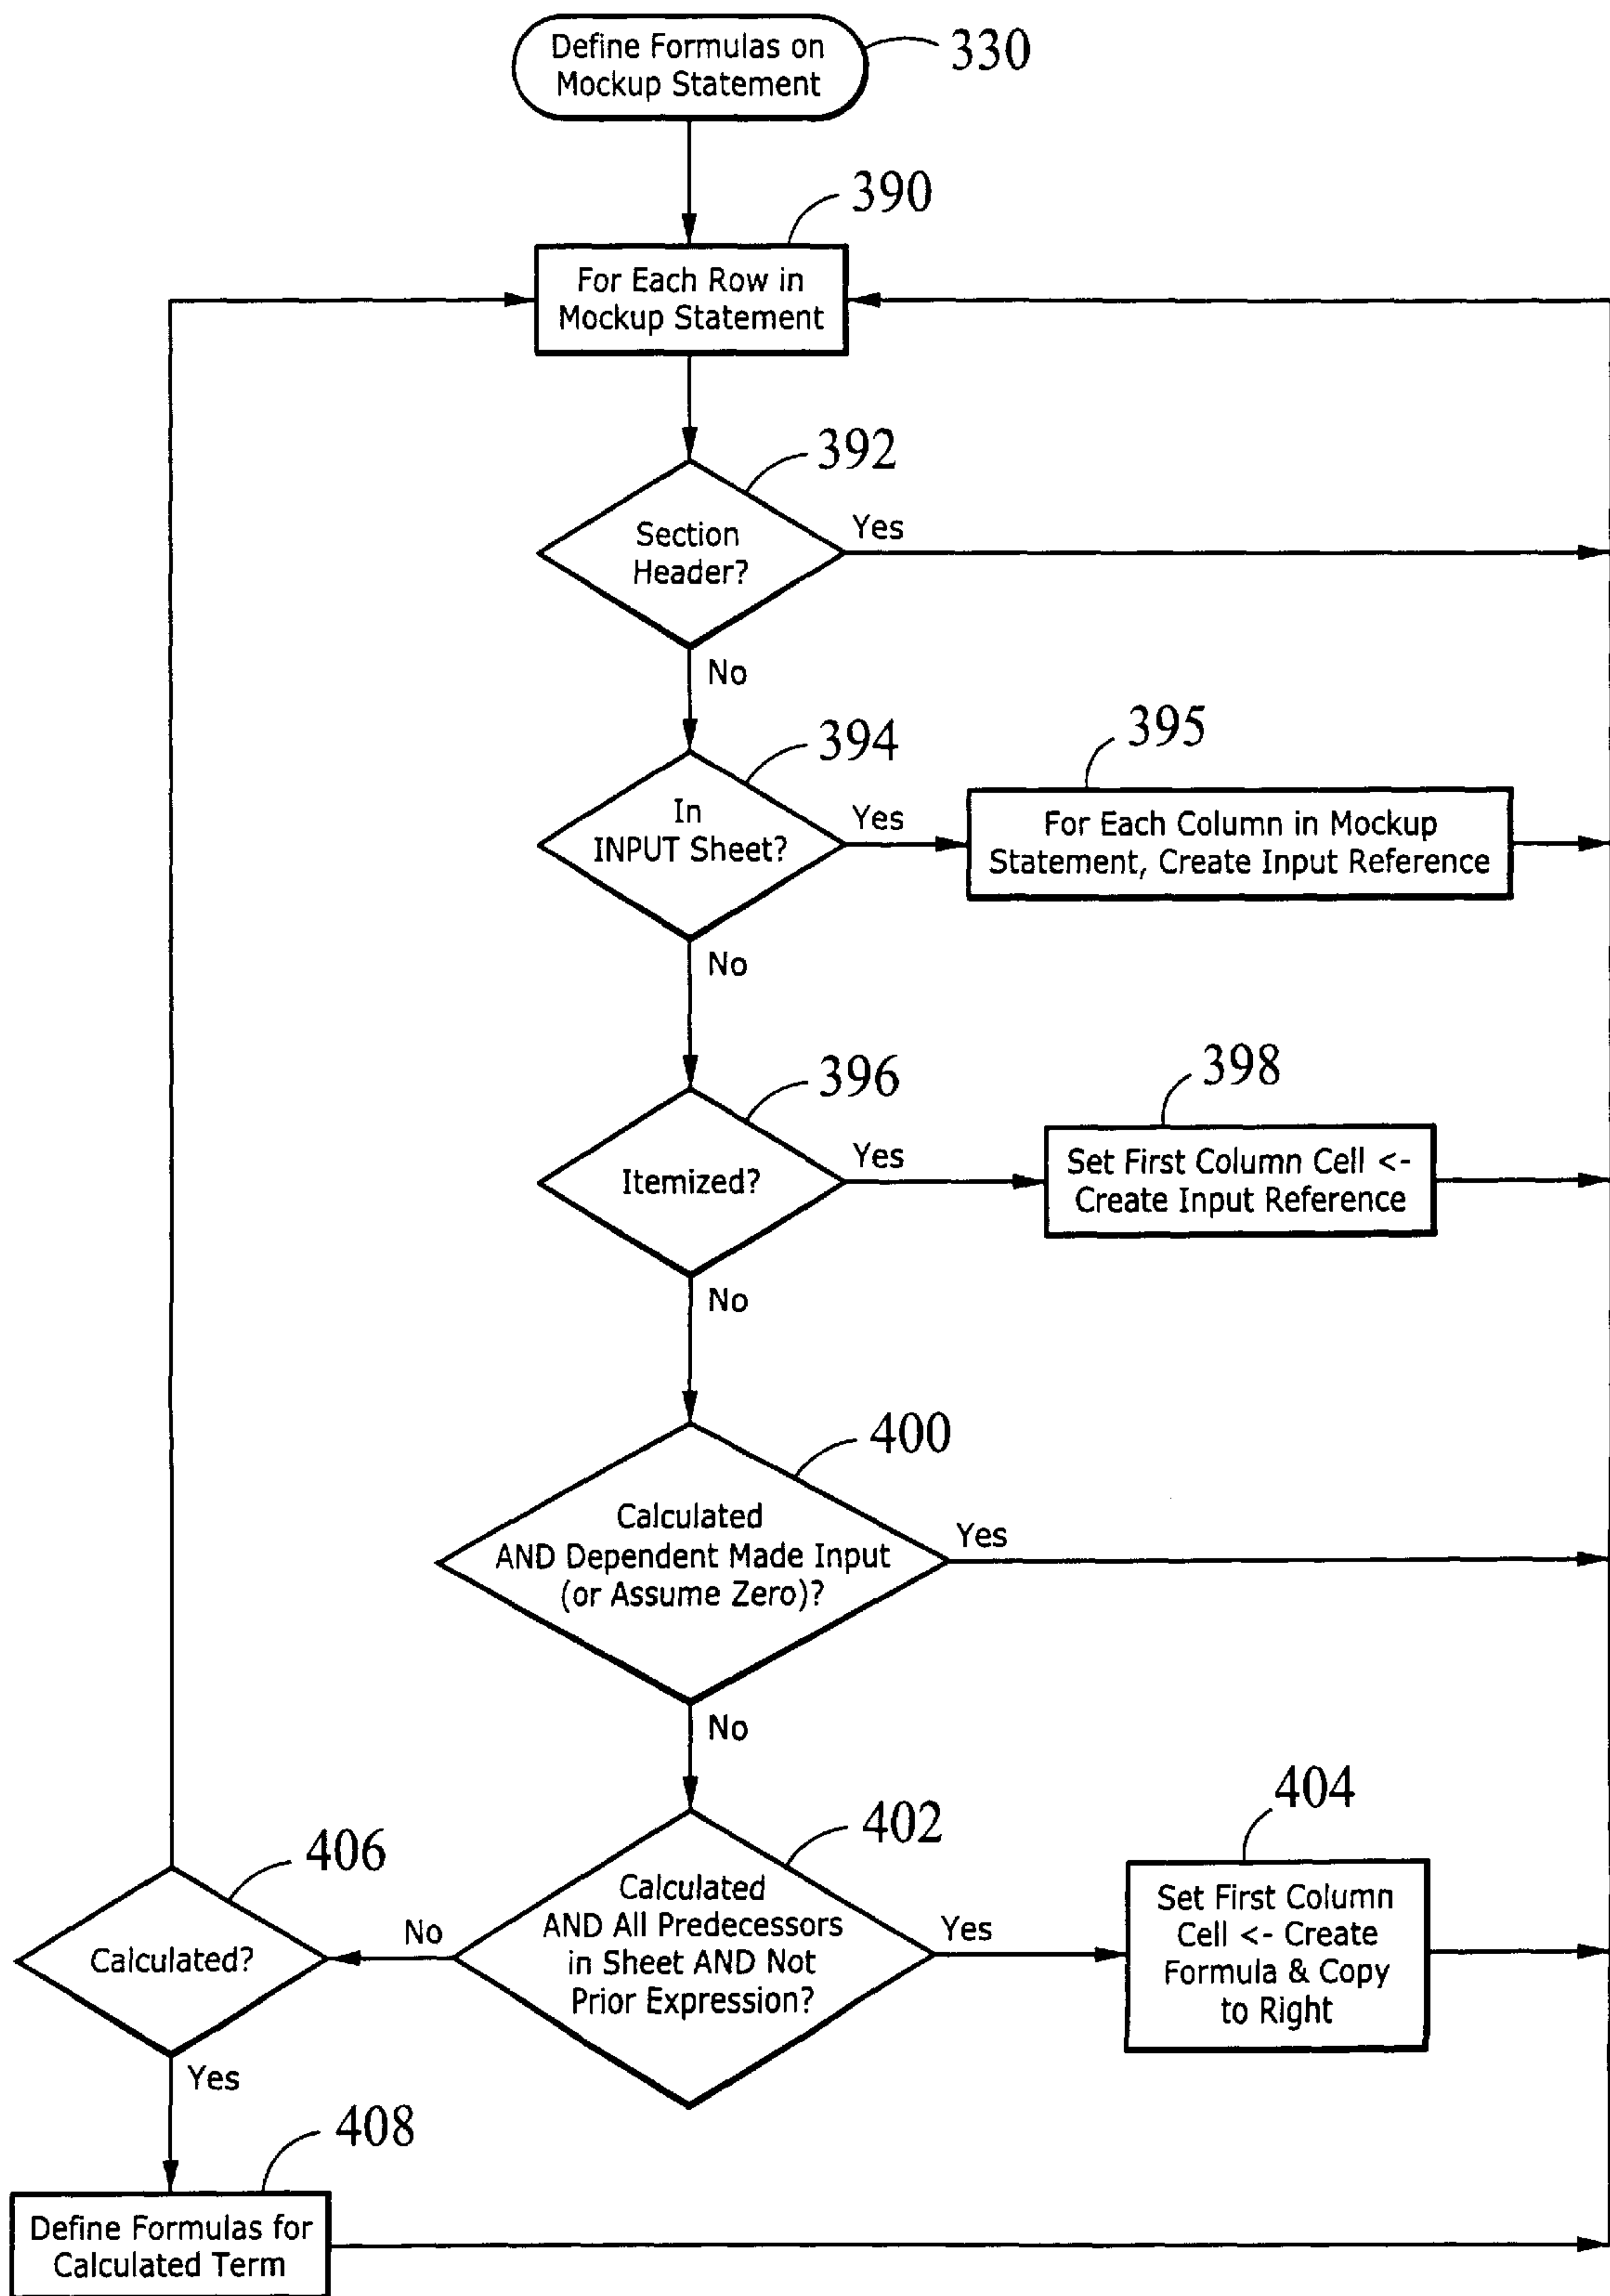 Define Formulas on
Mockup Statement
330
390
For Each Row in
Mockup Statement
392
Section
Header?
Yes
No
394
In
INPUT Sheet?
Yes
395
For Each Column in Mockup
Statement, Create Input Reference
No
396
Itemized?
Yes
398
Set First Column Cell <-
Create Input Reference
No
400
Calculated
AND Dependent Made Input
(or Assume Zero)?
Yes
No
402
Calculated
AND All Predecessors
in Sheet AND Not
Prior Expression?
Yes
404
Set First Column
Cell <- Create
Formula & Copy
to Right
No
406
Calculated?
Yes
408
Define Formulas for
Calculated Term